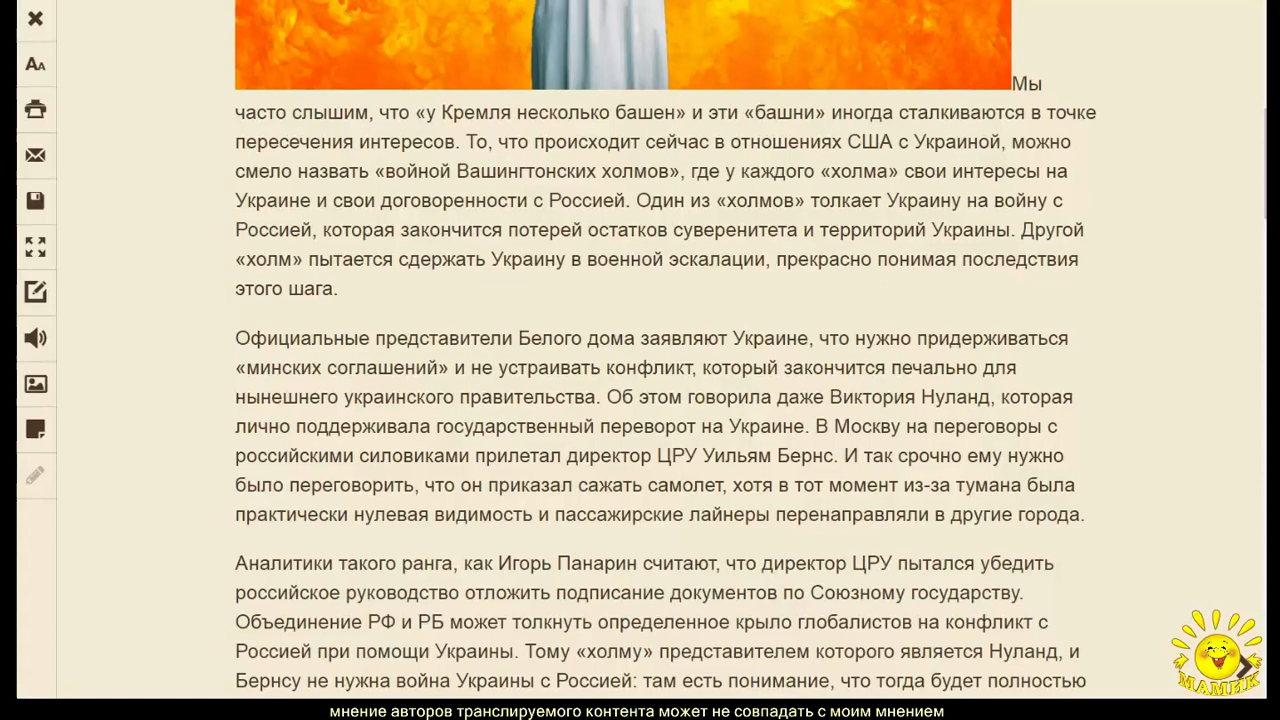 Мы
часто слышим, что «у Кремля несколько башен» и эти «башни» иногда сталкиваются в точке
пересечения интересов. То, что происходит сейчас в отношениях США с Украиной, можно
смело назвать «войной Вашингтонских холмов», где у каждого «холма» свои интересы на
Украине и свои договоренности с Россией. Один из «холмов» толкает Украину на войну с
Россией, которая закончится потерей остатков суверенитета и территорий Украины. Другой
«холм» пытается сдержать Украину в военной эскалации, прекрасно понимая последствия
этого шага.
Официальные представители Белого дома заявляют Украине, что нужно придерживаться
«минских соглашений» и не устраивать конфликт, который закончится печально для
нынешнего украинского правительства. Об этом говорила даже Виктория Нуланд, которая
лично поддерживала государственный переворот на Украине. В Москву на переговоры с
российскими силовиками прилетал директор ЦРУ Уильям Бернс. И так срочно ему нужно
было переговорить, что он приказал сажать самолет, хотя в тот момент из-за тумана была
практически нулевая видимость и пассажирские лайнеры перенаправляли в другие города.
Аналитики такого ранга, как Игорь Панарин считают, что директор ЦРУ пытался убедить
российское руководство отложить подписание документов по Союзному государству.
Объединение РФ и РБ может толкнуть определенное крыло глобалистов на конфликт с
Россией при помощи Украины. Тому «холму» представителем которого является Нуланд, и
Бернсу не нужна война Украины с Россией: там есть понимание, что тогда будет полностью
МАМИК
мнение авторов транслируемого контента может не совпадать с моим мнением